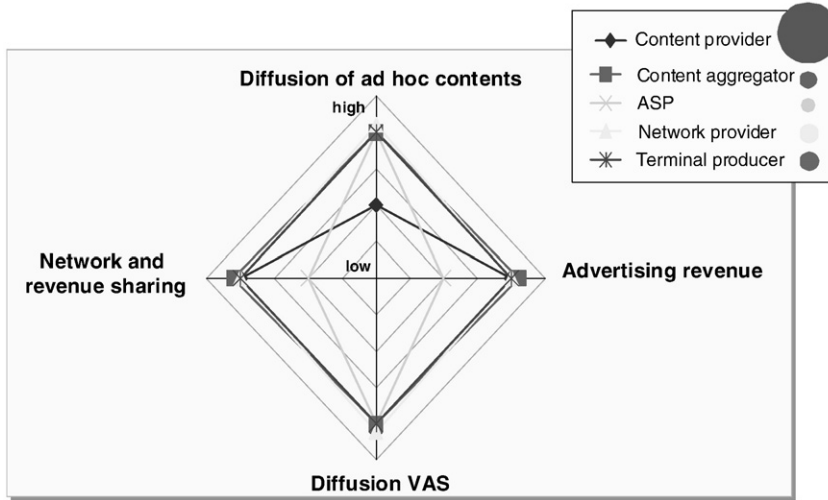 Content provider
Content aggregator
ASP
Network provider
Terminal producer
Diffusion of ad hoc contents
high
Network and
revenue sharing
low
Advertising revenue
Diffusion VAS